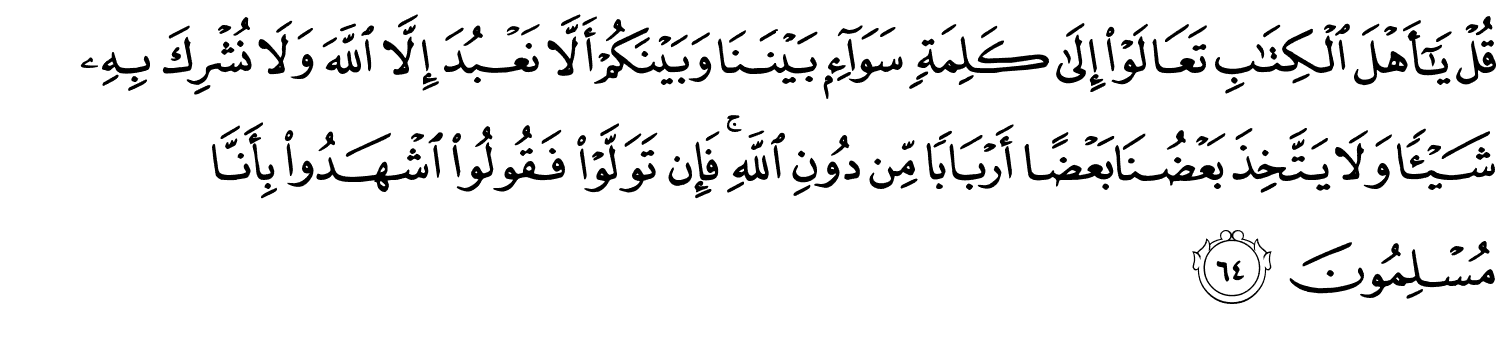 قُلْ يَـٰٓأَهْلَ ٱلْكِتَـٰبِ تَعَالَوْا۟ إِلَىٰ كَلِمَةٍ سَوَآءٍۭ بَيْنَنَا وَبَيْنَكُمْ أَلَّا نَعْبُدَ إِلَّا ٱللَّهَ وَلَا نُشْرِكَ بِهِۦ
شَيْـًٔا وَلَا يَتَّخِذَ بَعْضُنَا بَعْضًا أَرْبَابًا مِّن دُونِ ٱللَّهِ ۚ فَإِن تَوَلَّوْا۟ فَقُولُوا۟ ٱشْهَدُوا۟ بِأَنَّا
مُسْلِمُونَ ٦٤